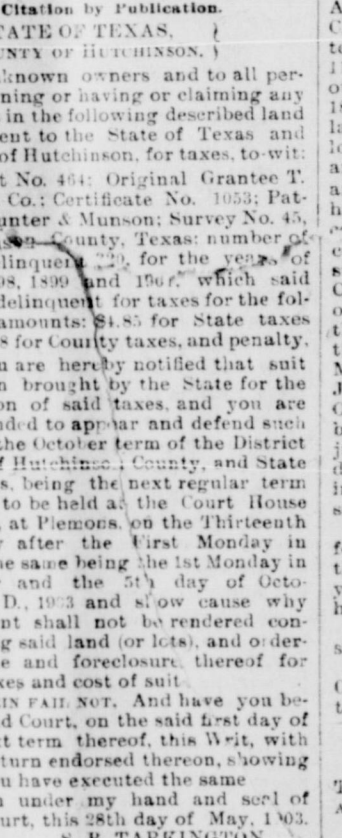 Citation by Publication.
TATE OF TEXAS,
UNTY OF HUTCHINSON.
known owners and to all per-
ning or having or claiming any
in the following described land
ent to the State of Texas and
of Hutchinson, for taxes, to-wit:
t No. 464; Original Grantee T.
Co.; Certificate No. 1053; Pat-
unter & Munson; Survey No. 45,
County, Texas; number of
linquent 720, for the years of
98, 1899 and which said
delinquent for taxes for the fol-
amounts: $4.85 for State taxes
8 for County taxes, and penalty.
u are hereby notified that suit
n brought by the State for the
on of said taxes, and you are
ded to appear and defend such
the October term of the District
f Hutchinson County, and State
s, being the next regular term
to be held at the Court House
, at Plemons, on the Thirteenth
after the First Monday in
he same being the 1st Monday in
and the 5th day of Octo-
D., 1903 and show cause why
nt shall not be rendered con-
g said land (or lots), and order-
e and foreclosure thereof for
xes and cost of suit
IN FAIL NOT. And have you be-
d Court, on the said first day of
t term thereof, this Writ, with
turn endorsed thereon, showing
u have executed the same
under my hand and seal of
urt, this 28th day of May, 1903.